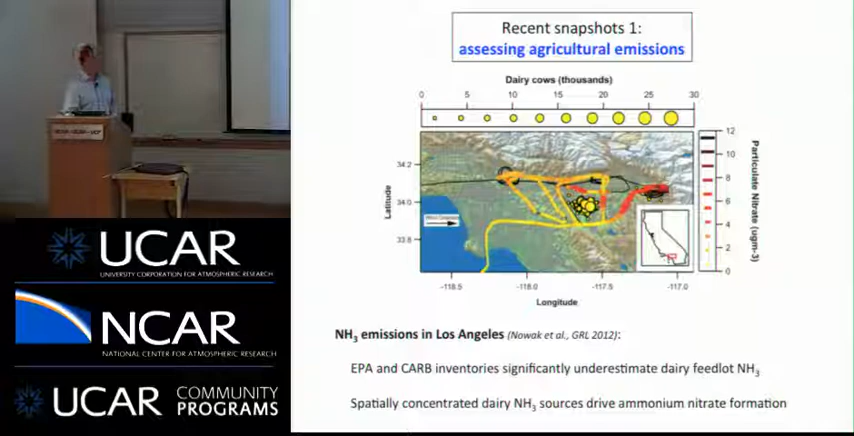 Recent snapshots 1:
assessing agricultural emissions
Dairy cows (thousands)
0 5 10 15 20 25 30
12
10
8
6
4
2
0
Particulate Nitrate (ugm-3)
34.2
34.0
33.8
Latitude
-118.5 -118.0 -117.5 -117.0
Longitude
NH3 emissions in Los Angeles (Nowak et al., GRL 2012):
EPA and CARB inventories significantly underestimate dairy feedlot NH3
Spatially concentrated dairy NH3 sources drive ammonium nitrate formation
UCAR
UNIVERSITY CORPORATION FOR ATMOSPHERIC RESEARCH
NCAR
NATIONAL CENTER FOR ATMOSPHERIC RESEARCH
UCAR COMMUNITY
PROGRAMS